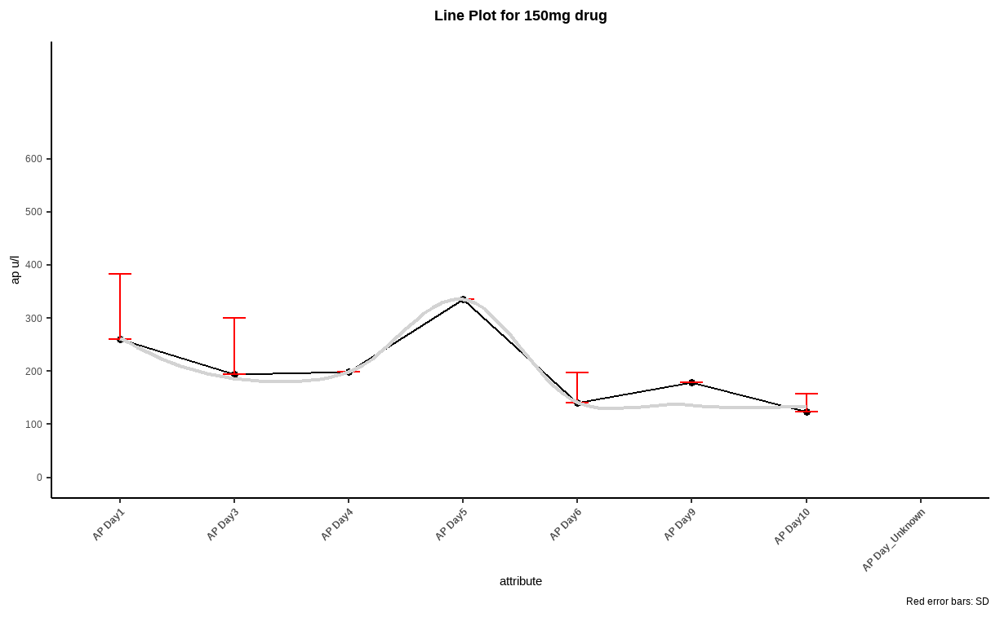 Line Plot for 150mg drug
ap u/l
600
500
400
300
200
100
0
AP Day1
AP Day3
AP Day4
AP Day5
AP Day6
AP Day9
AP Day10
AP Day_Unknown
attribute
Red error bars: SD